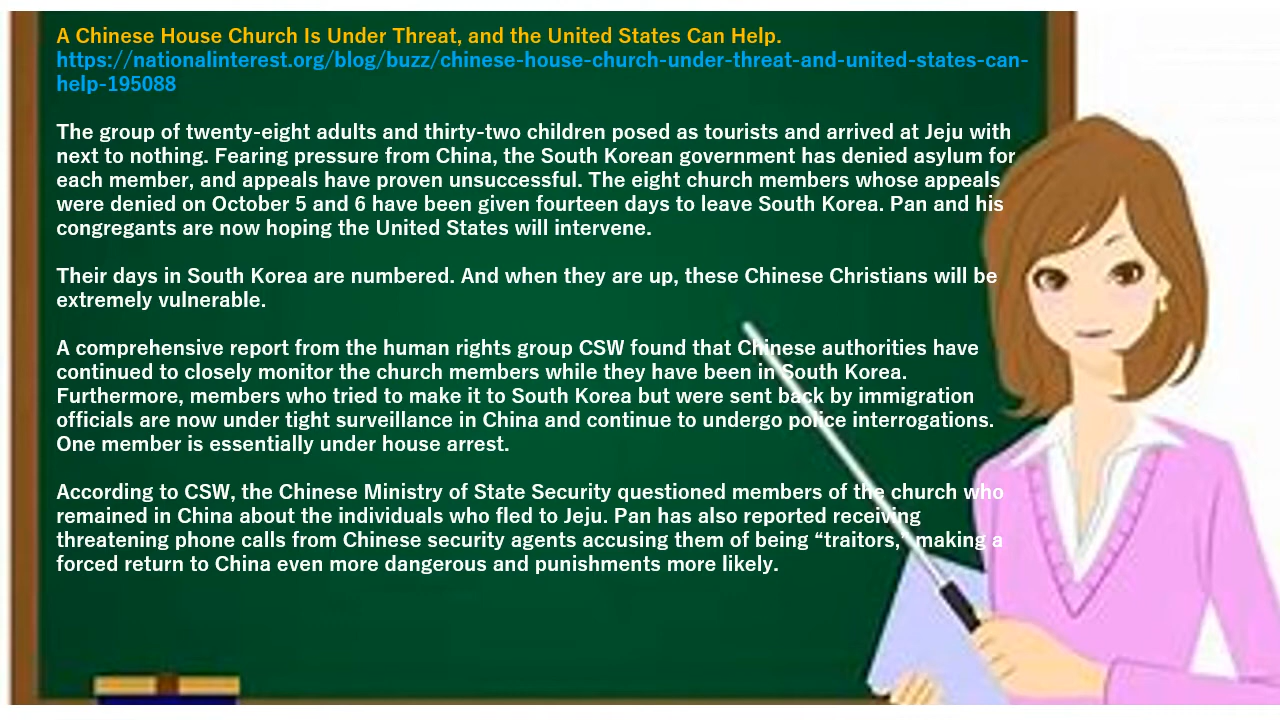 A Chinese House Church Is Under Threat, and the United States Can Help.
https://nationalinterest.org/blog/buzz/chinese-house-church-under-threat-and-united-states-can-
help-195088
The group of twenty-eight adults and thirty-two children posed as tourists and arrived at Jeju with
next to nothing. Fearing pressure from China, the South Korean government has denied asylum for
each member, and appeals have proven unsuccessful. The eight church members whose appeals
were denied on October 5 and 6 have been given fourteen days to leave South Korea. Pan and his
congregants are now hoping the United States will intervene.
Their days in South Korea are numbered. And when they are up, these Chinese Christians will be
extremely vulnerable.
A comprehensive report from the human rights group CSW found that Chinese authorities have
continued to closely monitor the church members while they have been in South Korea.
Furthermore, members who tried to make it to South Korea but were sent back by immigration
officials are now under tight surveillance in China and continue to undergo police interrogations.
One member is essentially under house arrest.
According to CSW, the Chinese Ministry of State Security questioned members of the church who
remained in China about the individuals who fled to Jeju. Pan has also reported receiving
threatening phone calls from Chinese security agents accusing them of being “traitors,” making a
forced return to China even more dangerous and punishments more likely.